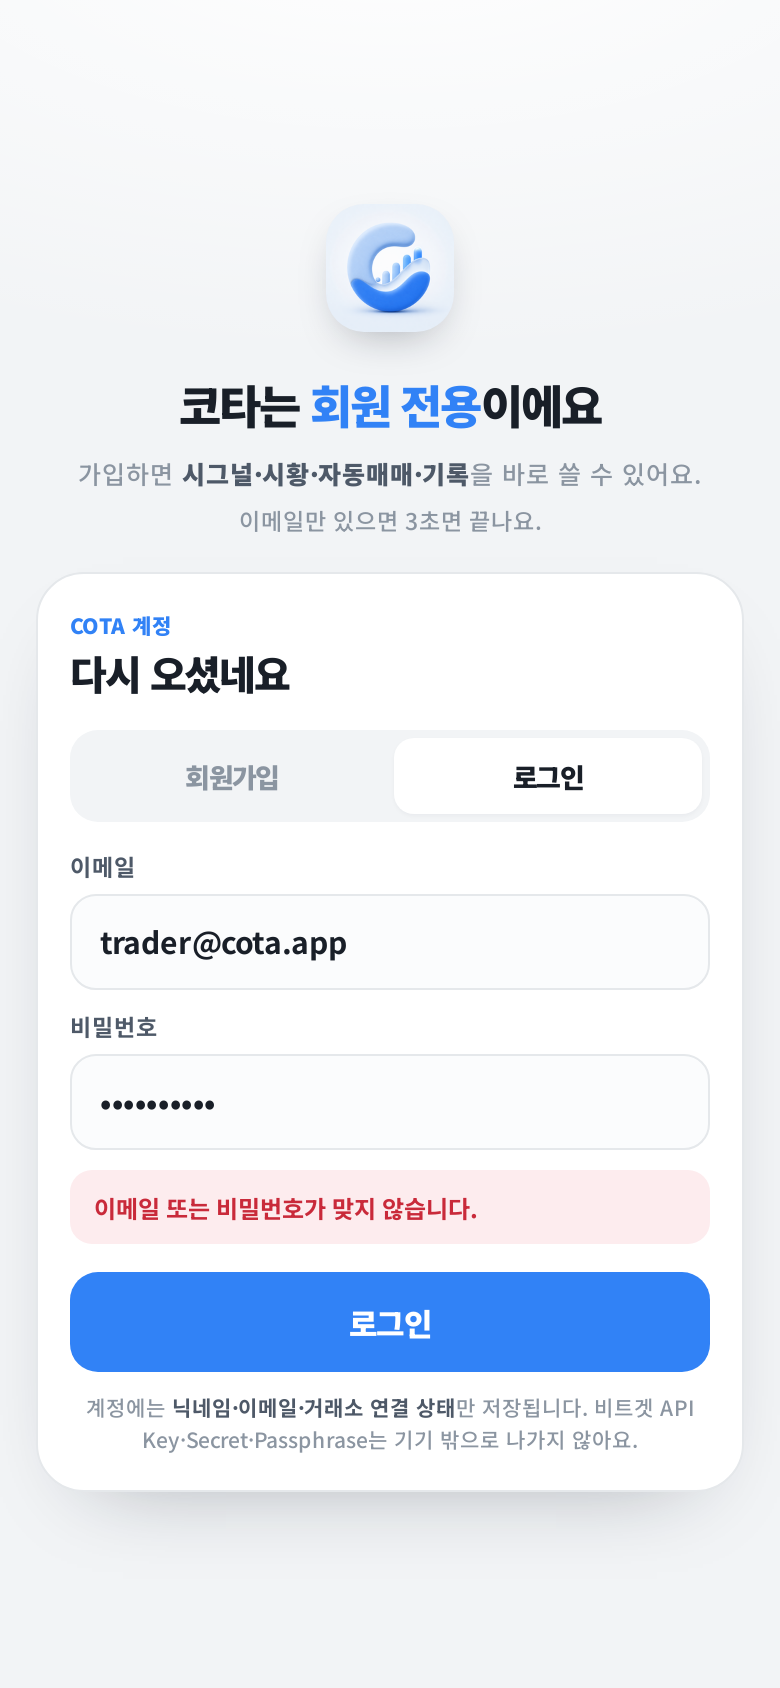 코타는 회원 전용이에요
가입하면 시그널·시황·자동매매·기록을 바로 쓸 수 있어요.
이메일만 있으면 3초면 끝나요.
COTA 계정
다시 오셨네요
회원가입
로그인
이메일
trader@cota.app
비밀번호
••••••••••
이메일 또는 비밀번호가 맞지 않습니다.
로그인
계정에는 닉네임·이메일·거래소 연결 상태만 저장됩니다. 비트겟 API
Key·Secret·Passphrase는 기기 밖으로 나가지 않아요.